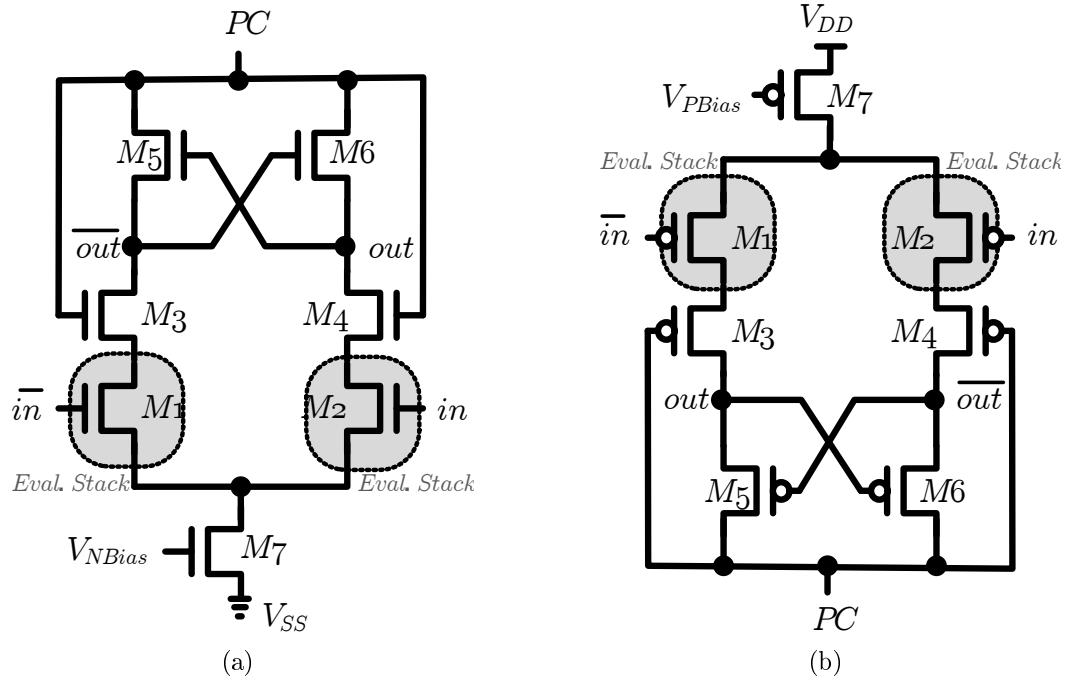 PC
M5
M6
out
out
M3
M4
in
M1
M2
in
Eval. Stack
Eval. Stack
VNBias
M7
VSS
(a)
VDD
VPBias
M7
Eval. Stack
Eval. Stack
in
M1
M2
in
M3
M4
out
out
M5
M6
PC
(b)